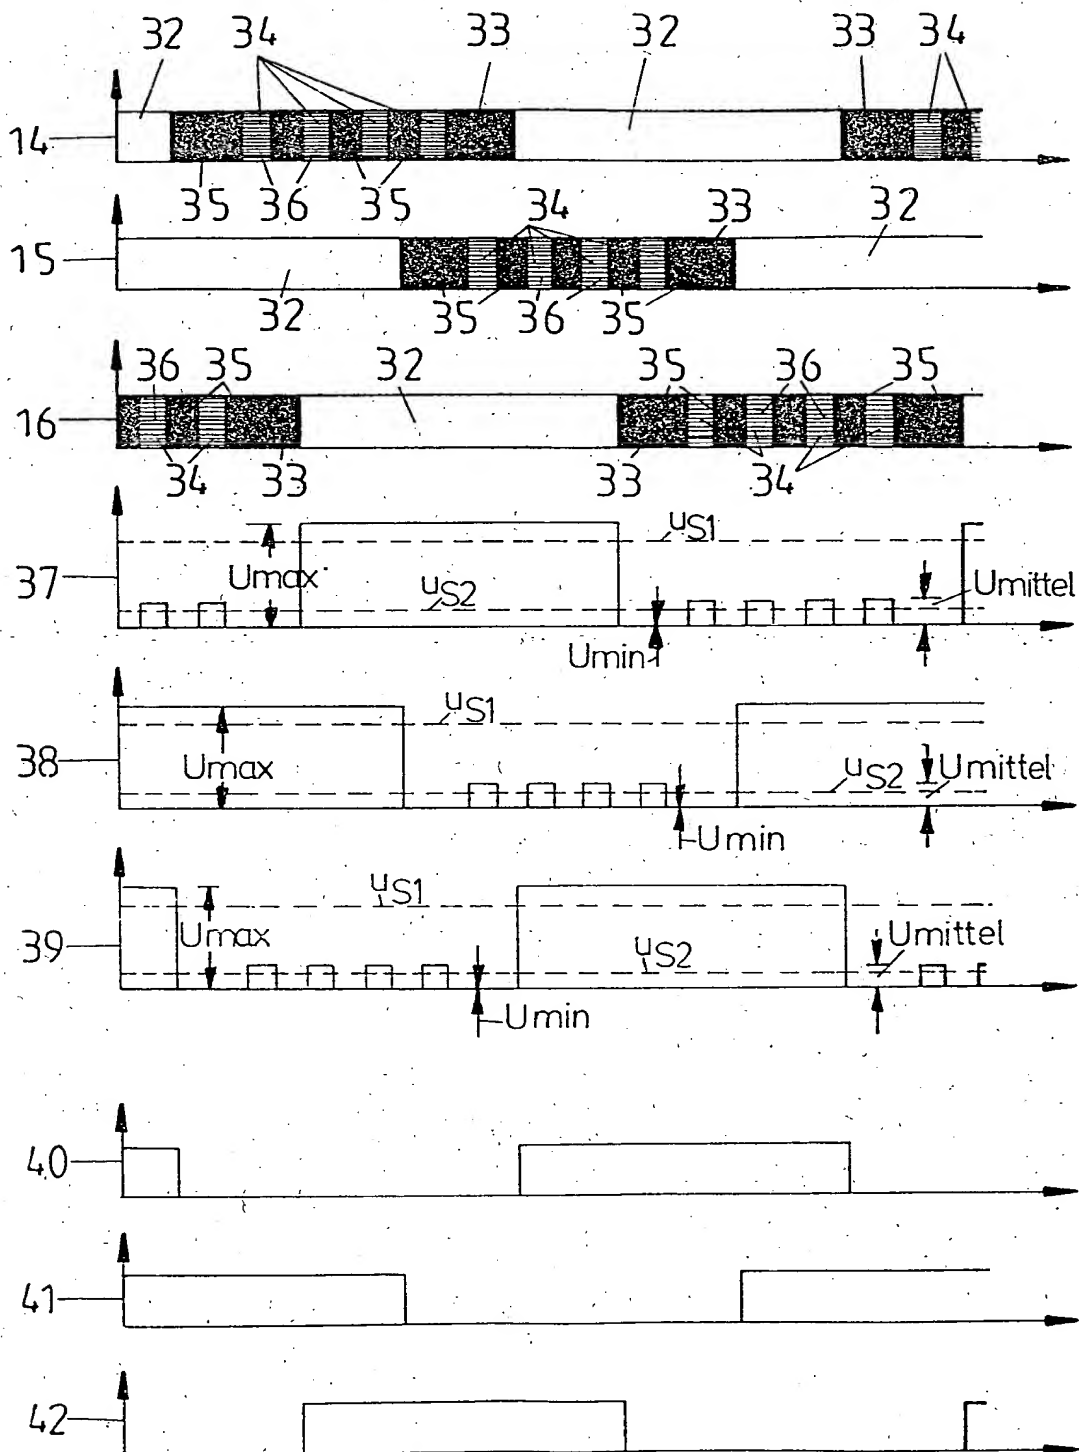 32 34 33 32 33 34
14
35 36 35
34 33 32
15
32 35 36 35
36 35 32 35 36 35
16
34 33 33 34
uS1
37 Umax uS2 Umittel
Umin
uS1
38 Umax uS2 Umittel
Umin
uS1
39 Umax uS2 Umittel
Umin
40
41
42